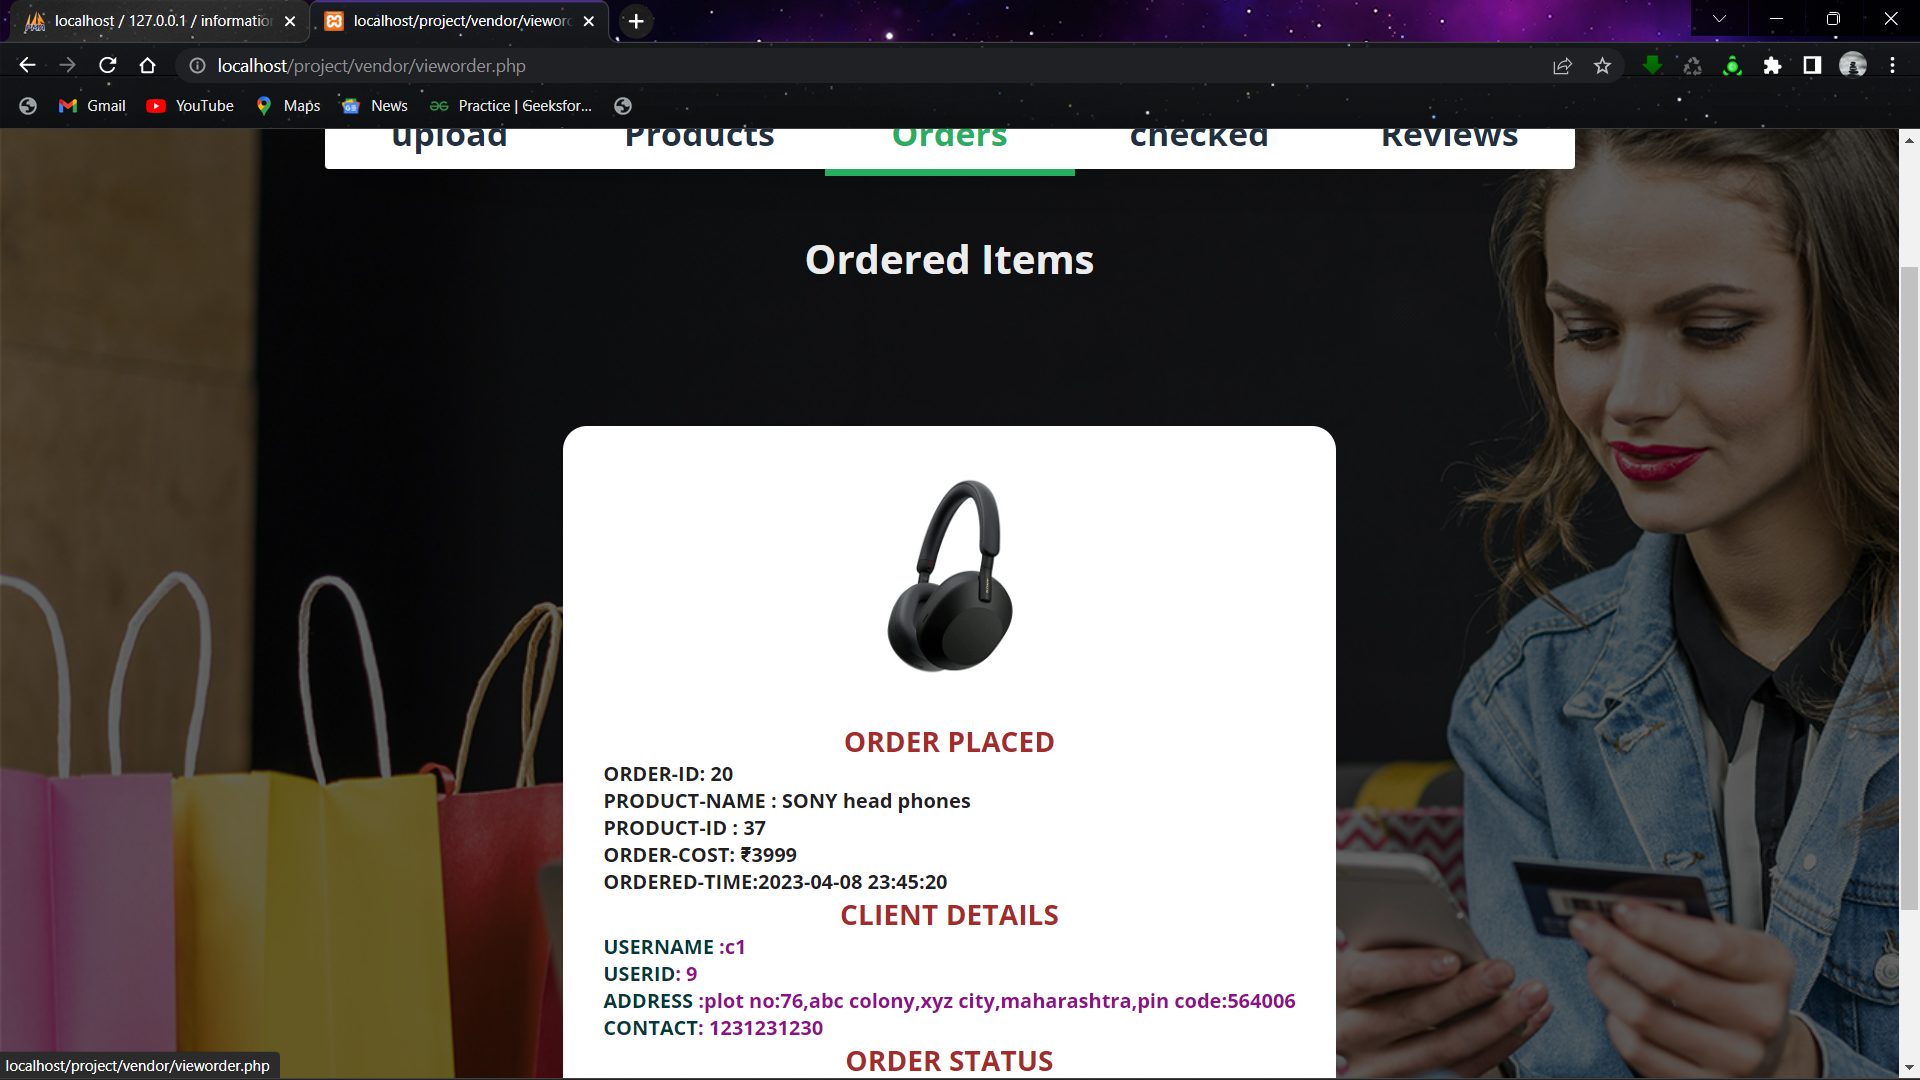 localhost / 127.0.0.1 / informatio
localhost/project/vendor/viewor
localhost/project/vendor/vieworder.php
Gmail
YouTube
Maps
News
Practice | Geeksfor...
upload
Products
Orders
checked
Reviews
Ordered Items
ORDER PLACED
ORDER-ID: 20
PRODUCT-NAME : SONY head phones
PRODUCT-ID : 37
ORDER-COST: ₹3999
ORDERED-TIME:2023-04-08 23:45:20
CLIENT DETAILS
USERNAME :c1
USERID: 9
ADDRESS :plot no:76,abc colony,xyz city,maharashtra,pin code:564006
CONTACT: 1231231230
ORDER STATUS
localhost/project/vendor/vieworder.php